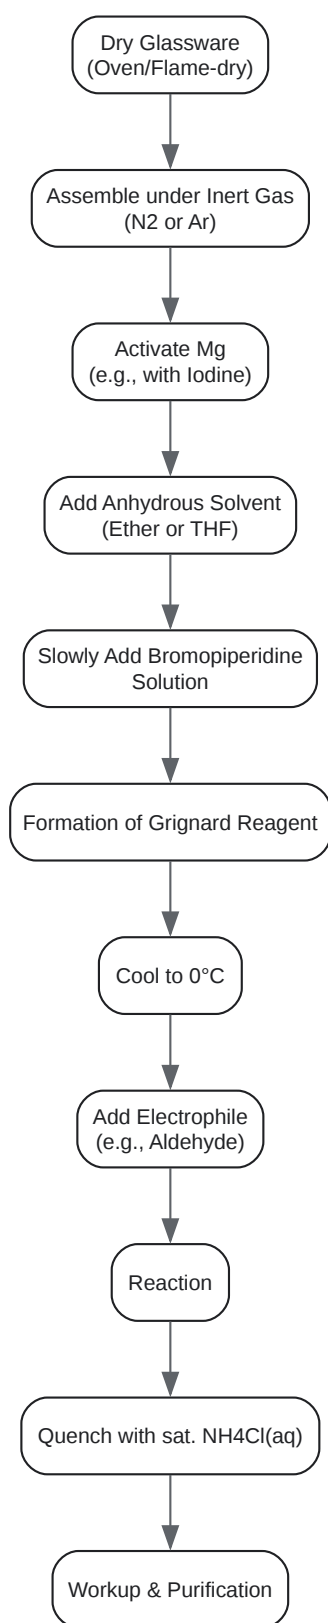 Dry Glassware
(Oven/Flame-dry)
Assemble under Inert Gas
(N2 or Ar)
Activate Mg
(e.g., with Iodine)
Add Anhydrous Solvent
(Ether or THF)
Slowly Add Bromopiperidine
Solution
Formation of Grignard Reagent
Cool to 0°C
Add Electrophile
(e.g., Aldehyde)
Reaction
Quench with sat. NH4Cl(aq)
Workup & Purification